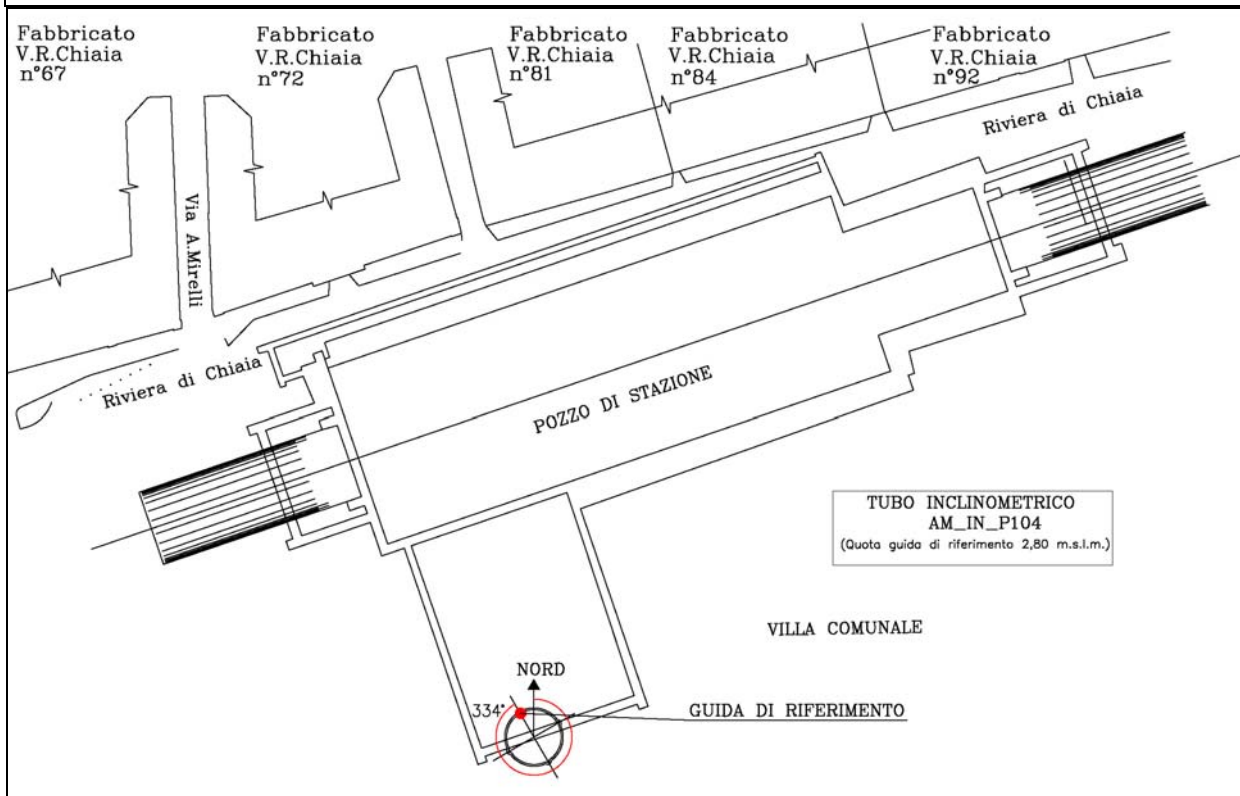 Fabbricato
V.R.Chiaia
n°67
Fabbricato
V.R.Chiaia
n°72
Fabbricato
V.R.Chiaia
n°81
Fabbricato
V.R.Chiaia
n°84
Fabbricato
V.R.Chiaia
n°92
Riviera di Chiaia
Via A.Mirelli
Riviera di Chiaia
POZZO DI STAZIONE
TUBO INCLINOMETRICO
AM_IN_P104
(Quota guida di riferimento 2,80 m.s.l.m.)
VILLA COMUNALE
NORD
334°
GUIDA DI RIFERIMENTO